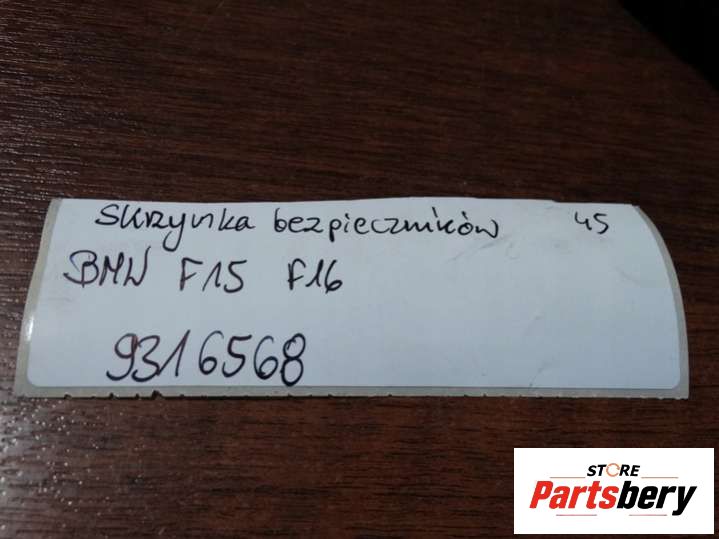 Skrzynka bezpieczników 45
BMW F15 F16
9316568
STORE
Partsbery